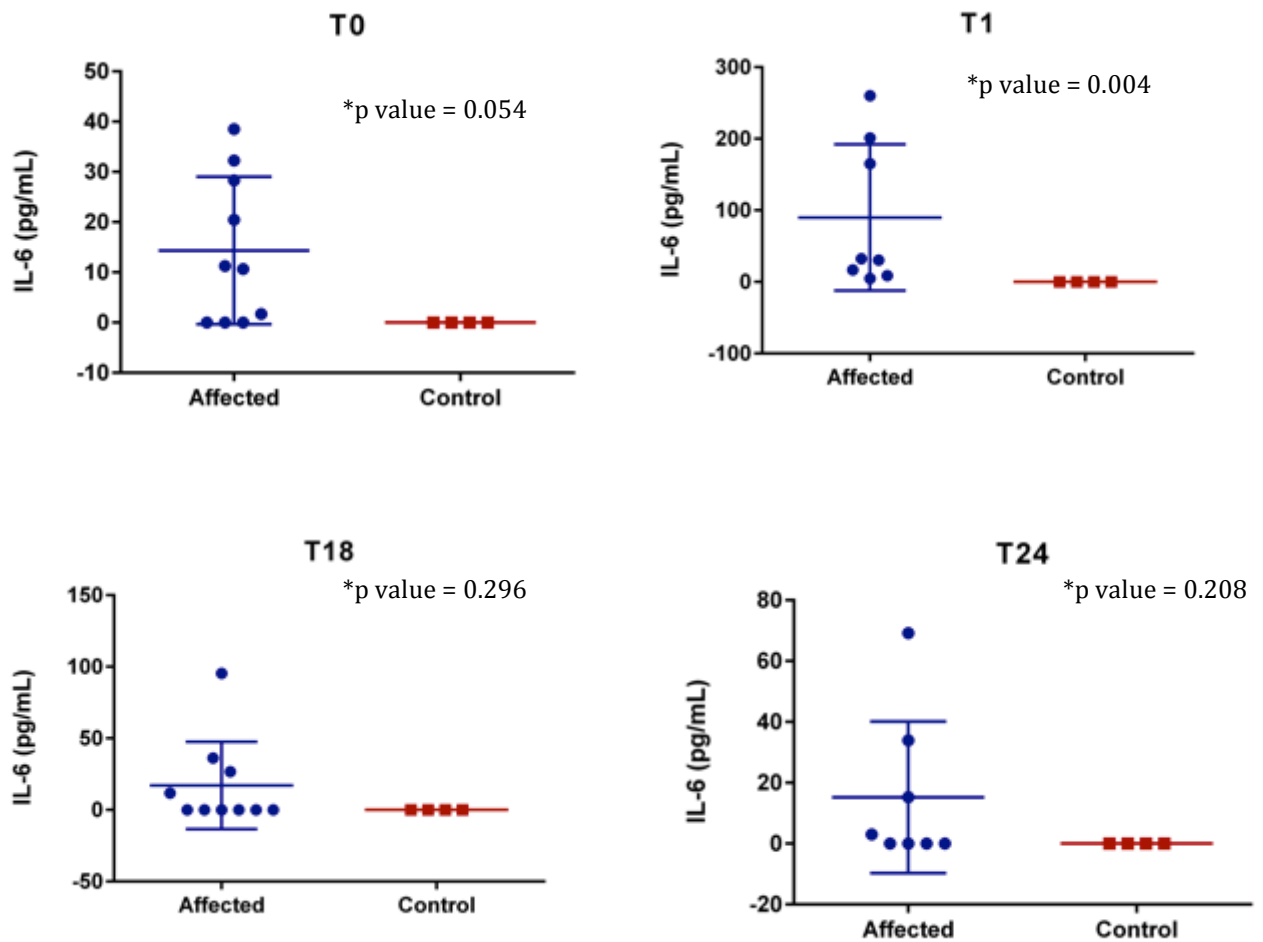 T0
*p value = 0.054
IL-6 (pg/mL)
50
40
30
20
10
0
-10
Affected Control
T1
*p value = 0.004
IL-6 (pg/mL)
300
200
100
0
-100
Affected Control
T18
*p value = 0.296
IL-6 (pg/mL)
150
100
50
0
-50
Affected Control
T24
*p value = 0.208
IL-6 (pg/mL)
80
60
40
20
0
-20
Affected Control